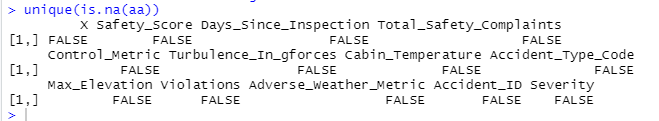 > unique(is.na(aa))
X Safety_Score Days_Since_Inspection Total_Safety_Complaints
[1,] FALSE FALSE FALSE FALSE
Control_Metric Turbulence_In_gforces Cabin_Temperature Accident_Type_Code
[1,] FALSE FALSE FALSE FALSE
Max_Elevation Violations Adverse_Weather_Metric Accident_ID Severity
[1,] FALSE FALSE FALSE FALSE FALSE
>